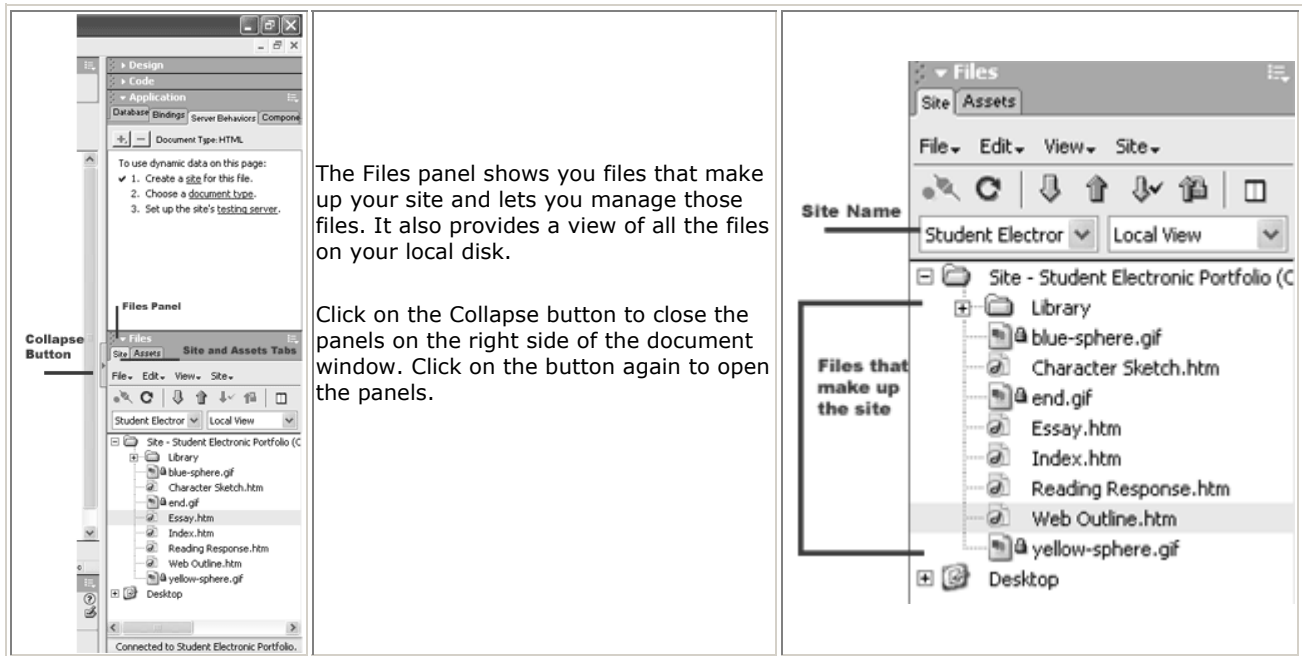 Design
Code
Application
Database Bindings Server Behaviors Compone
Document Type: HTML
To use dynamic data on this page:
1. Create a site for this file.
2. Choose a document type.
3. Set up the site's testing server.
Files Panel
Collapse
Button
Files
Site Assets
Site and Assets Tabs
File Edit View Site
Student Electror Local View
Site - Student Electronic Portfolio (C
Library
blue-sphere.gif
Character Sketch.htm
end.gif
Essay.htm
Index.htm
Reading Response.htm
Web Outline.htm
yellow-sphere.gif
Desktop
Connected to Student Electronic Portfolio.
The Files panel shows you files that make
up your site and lets you manage those
files. It also provides a view of all the files
on your local disk.
Click on the Collapse button to close the
panels on the right side of the document
window. Click on the button again to open
the panels.
Files
Site Assets
File Edit View Site
Site Name
Student Electror Local View
Site - Student Electronic Portfolio (C
Library
blue-sphere.gif
Character Sketch.htm
end.gif
Essay.htm
Index.htm
Reading Response.htm
Web Outline.htm
yellow-sphere.gif
Desktop
Files that
make up
the site